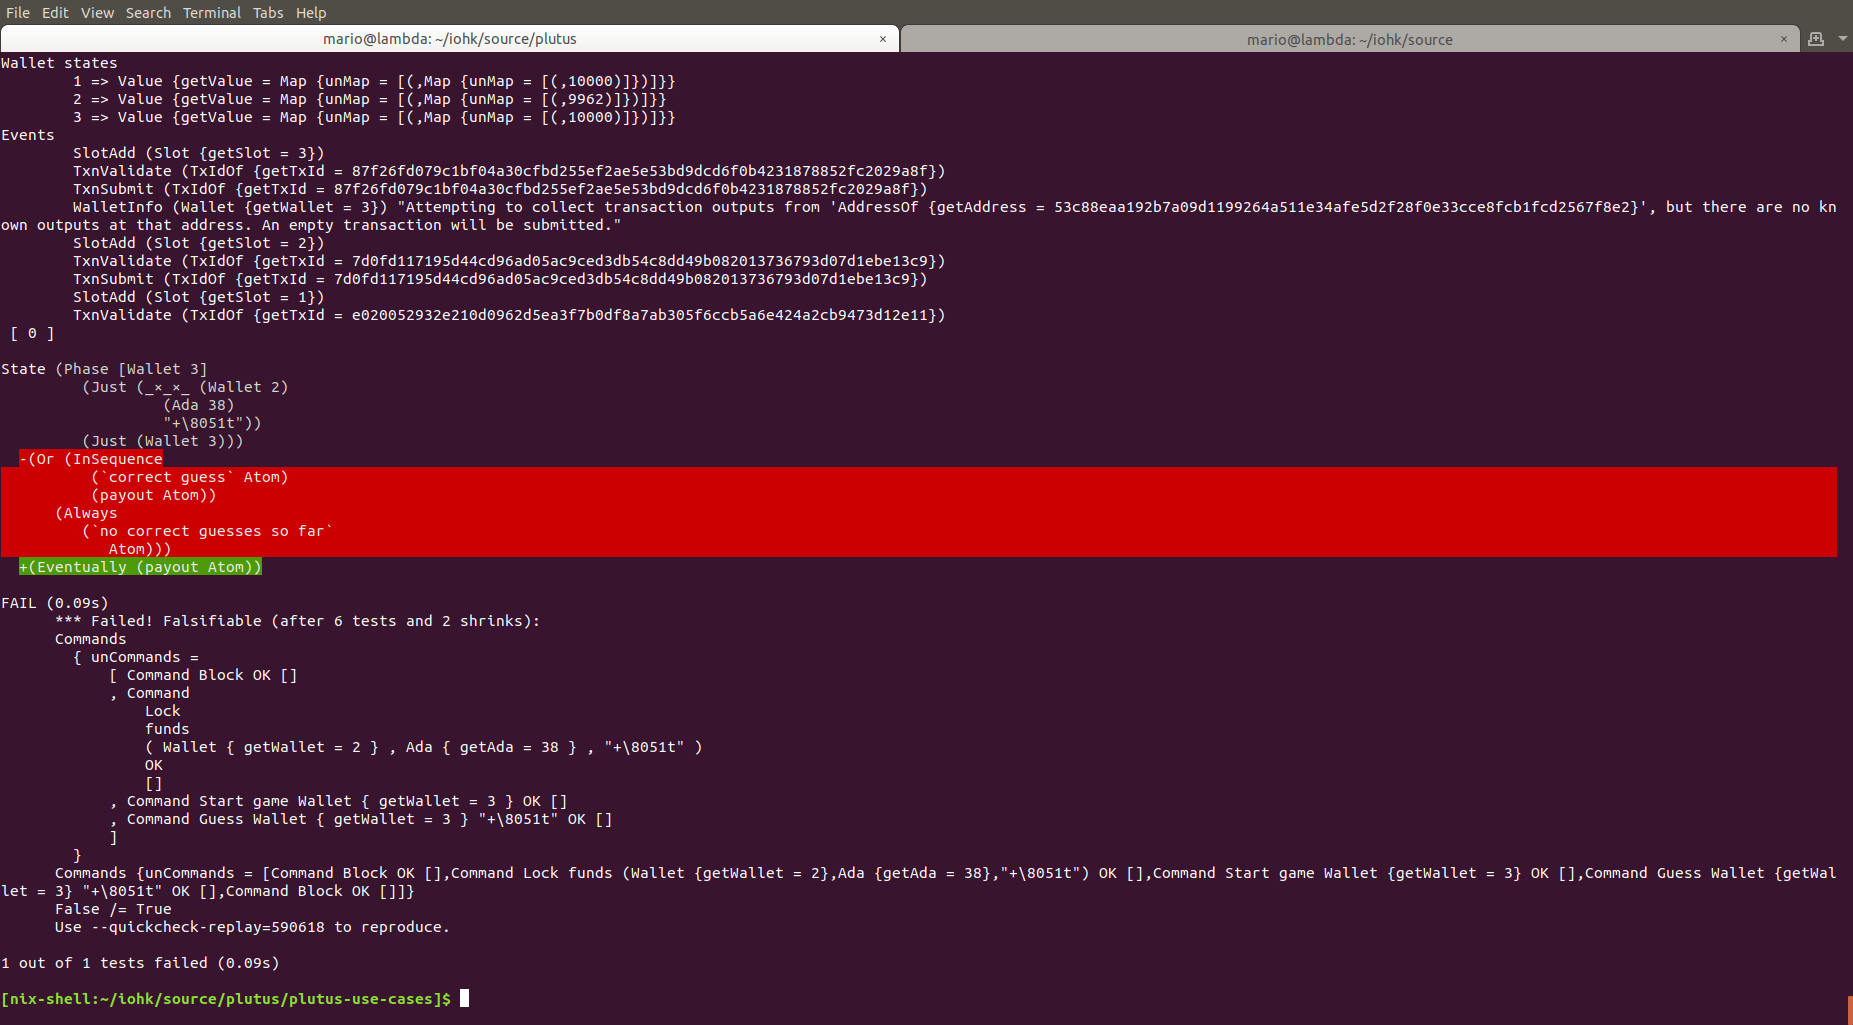 File Edit View Search Terminal Tabs Help
mario@lambda: ~/iohk/source/plutus × mario@lambda: ~/iohk/source ×
Wallet states
        1 => Value {getValue = Map {unMap = [(,Map {unMap = [(,10000)]})]}}
        2 => Value {getValue = Map {unMap = [(,Map {unMap = [(,9962)]})]}}
        3 => Value {getValue = Map {unMap = [(,Map {unMap = [(,10000)]})]}}
Events
        SlotAdd (Slot {getSlot = 3})
        TxnValidate (TxIdOf {getTxId = 87f26fd079c1bf04a30cfbd255ef2ae5e53bd9dcd6f0b4231878852fc2029a8f})
        TxnSubmit (TxIdOf {getTxId = 87f26fd079c1bf04a30cfbd255ef2ae5e53bd9dcd6f0b4231878852fc2029a8f})
        WalletInfo (Wallet {getWallet = 3}) "Attempting to collect transaction outputs from 'AddressOf {getAddress = 53c88eaa192b7a09d1199264a511e34afe5d2f28f0e33cce8fcb1fcd2567f8e2}', but there are no kn
own outputs at that address. An empty transaction will be submitted."
        SlotAdd (Slot {getSlot = 2})
        TxnValidate (TxIdOf {getTxId = 7d0fd117195d44cd96ad05ac9ced3db54c8dd49b082013736793d07d1ebe13c9})
        TxnSubmit (TxIdOf {getTxId = 7d0fd117195d44cd96ad05ac9ced3db54c8dd49b082013736793d07d1ebe13c9})
        SlotAdd (Slot {getSlot = 1})
        TxnValidate (TxIdOf {getTxId = e020052932e210d0962d5ea3f7b0df8a7ab305f6ccb5a6e424a2cb9473d12e11})
 [ 0 ]
State (Phase [Wallet 3]
         (Just (_×_×_ (Wallet 2)
                  (Ada 38)
                  "+\8051t"))
         (Just (Wallet 3)))
  -(Or (InSequence
          (`correct guess` Atom)
          (payout Atom))
      (Always
         (`no correct guesses so far`
            Atom)))
  +(Eventually (payout Atom))
FAIL (0.09s)
      *** Failed! Falsifiable (after 6 tests and 2 shrinks):
      Commands
        { unCommands =
            [ Command Block OK []
            , Command
                Lock
                funds
                ( Wallet { getWallet = 2 } , Ada { getAda = 38 } , "+\8051t" )
                OK
                []
            , Command Start game Wallet { getWallet = 3 } OK []
            , Command Guess Wallet { getWallet = 3 } "+\8051t" OK []
            ]
        }
      Commands {unCommands = [Command Block OK [],Command Lock funds (Wallet {getWallet = 2},Ada {getAda = 38},"+\8051t") OK [],Command Start game Wallet {getWallet = 3} OK [],Command Guess Wallet {getWal
let = 3} "+\8051t" OK [],Command Block OK []]}
      False /= True
      Use --quickcheck-replay=590618 to reproduce.
1 out of 1 tests failed (0.09s)
[nix-shell:~/iohk/source/plutus/plutus-use-cases]$